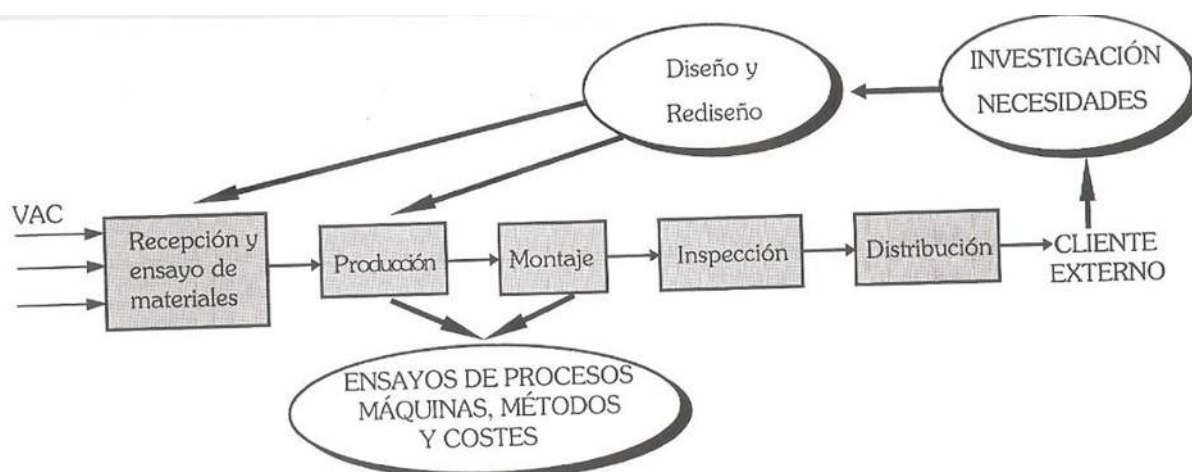 Diseño y
Rediseño
INVESTIGACIÓN
NECESIDADES
VAC
Recepción y
ensayo de
materiales
Producción
Montaje
Inspección
Distribución
CLIENTE
EXTERNO
ENSAYOS DE PROCESOS
MÁQUINAS, MÉTODOS
Y COSTES